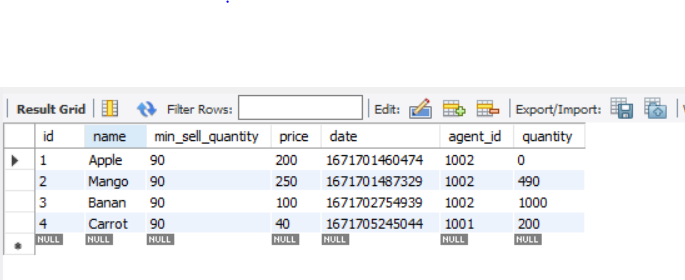 Result Grid Filter Rows: Edit: Export/Import:
id name min_sell_quantity price date agent_id quantity
1 Apple 90 200 1671701460474 1002 0
2 Mango 90 250 1671701487329 1002 490
3 Banan 90 100 1671702754939 1002 1000
4 Carrot 90 40 1671705245044 1001 200
NULL NULL NULL NULL NULL NULL NULL